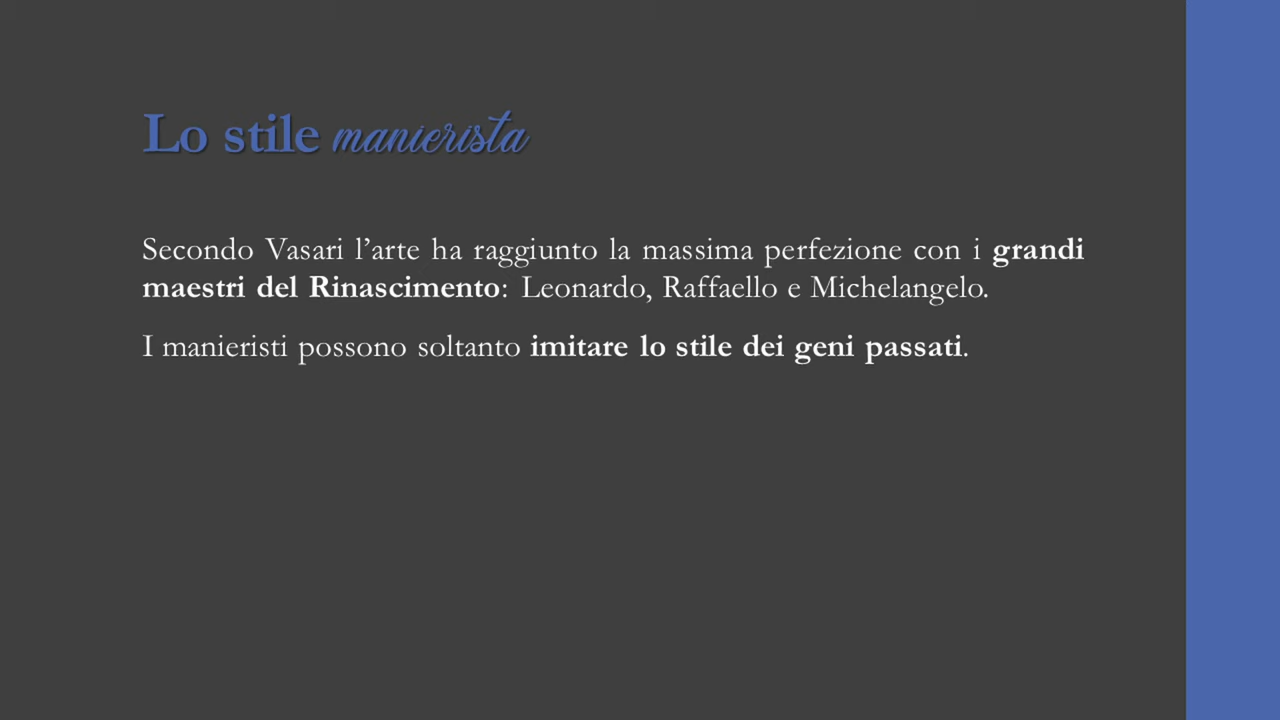 Lo stile manierista
Secondo Vasari l’arte ha raggiunto la massima perfezione con i grandi
maestri del Rinascimento: Leonardo, Raffaello e Michelangelo.
I manieristi possono soltanto imitare lo stile dei geni passati.